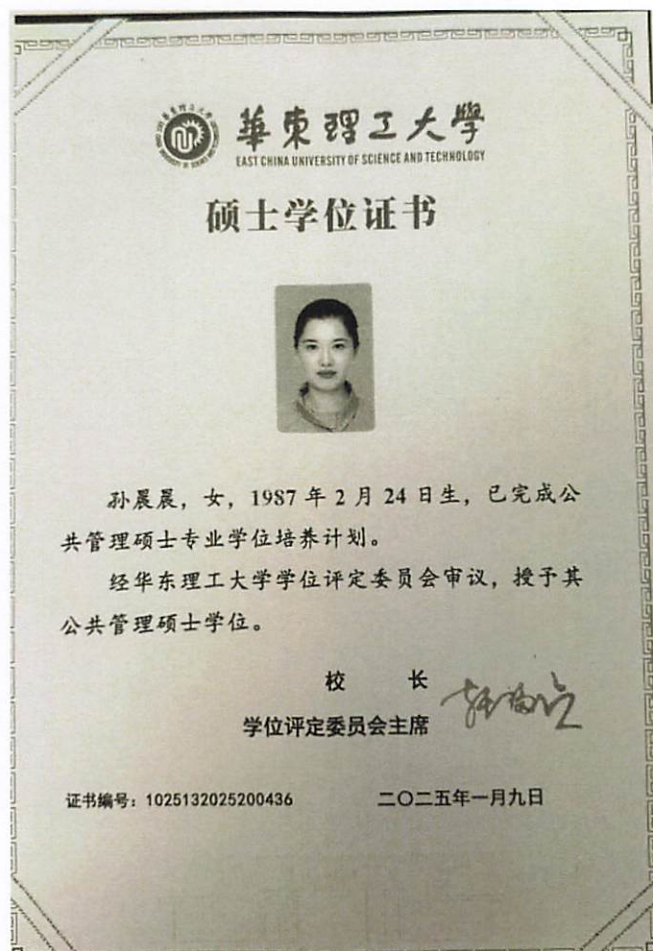 華東理工大學
EAST CHINA UNIVERSITY OF SCIENCE AND TECHNOLOGY
硕士学位证书
孙晨晨，女，1987 年 2 月 24 日生，已完成公
共管理硕士专业学位培养计划。
经华东理工大学学位评定委员会审议，授予其
公共管理硕士学位。
校 长
学位评定委员会主席
证书编号：1025132025200436
二〇二五年一月九日